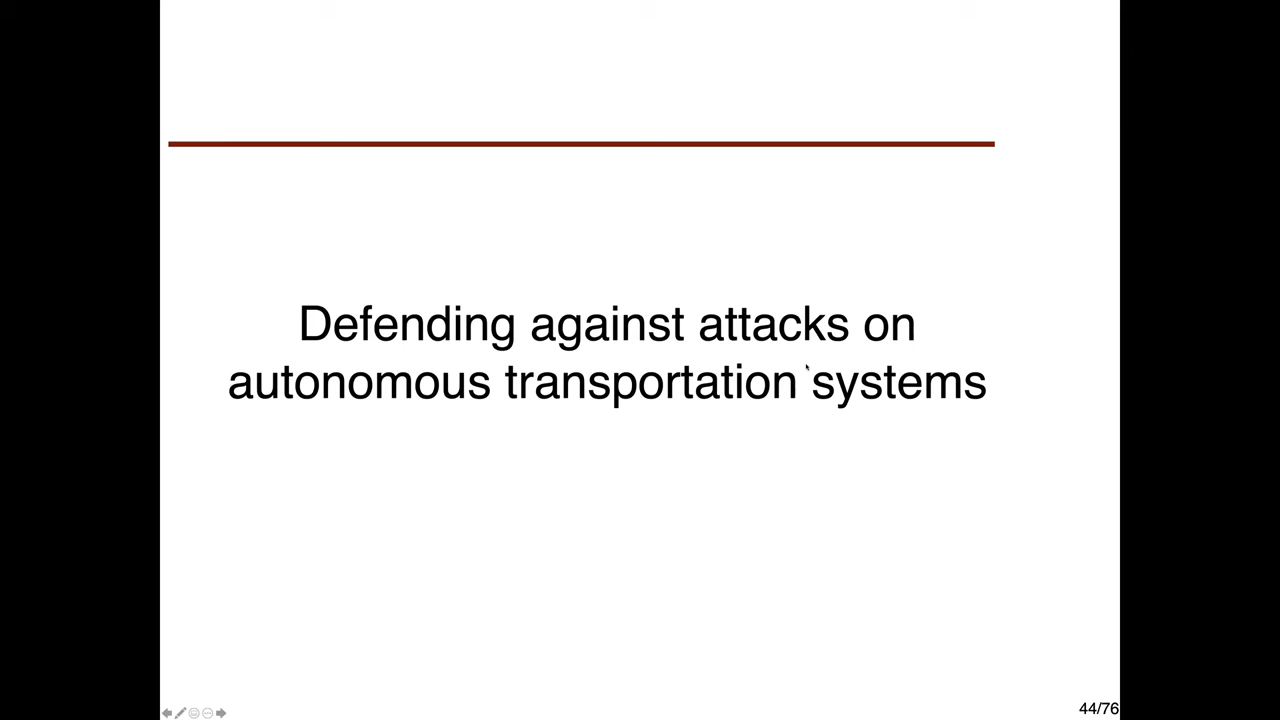 Defending against attacks on
autonomous transportation systems
44/76